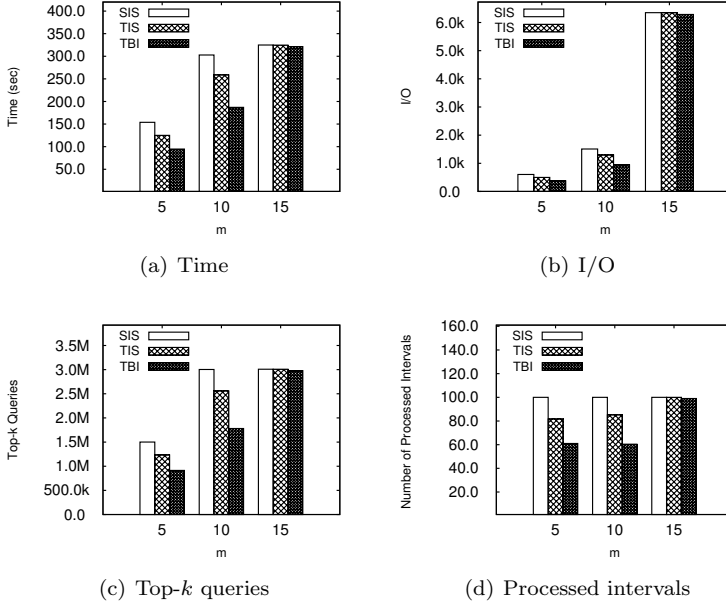 400.0
350.0
300.0
250.0
200.0
150.0
100.0
50.0
Time (sec)
SIS
TIS
TBI
5 10 15
m
(a) Time
6.0k
5.0k
4.0k
3.0k
2.0k
1.0k
0.0
I/O
SIS
TIS
TBI
5 10 15
m
(b) I/O
3.5M
3.0M
2.5M
2.0M
1.5M
1.0M
500.0k
0.0
Top-k Queries
SIS
TIS
TBI
5 10 15
m
(c) Top-k queries
160.0
140.0
120.0
100.0
80.0
60.0
40.0
20.0
Number of Processed Intervals
SIS
TIS
TBI
5 10 15
m
(d) Processed intervals